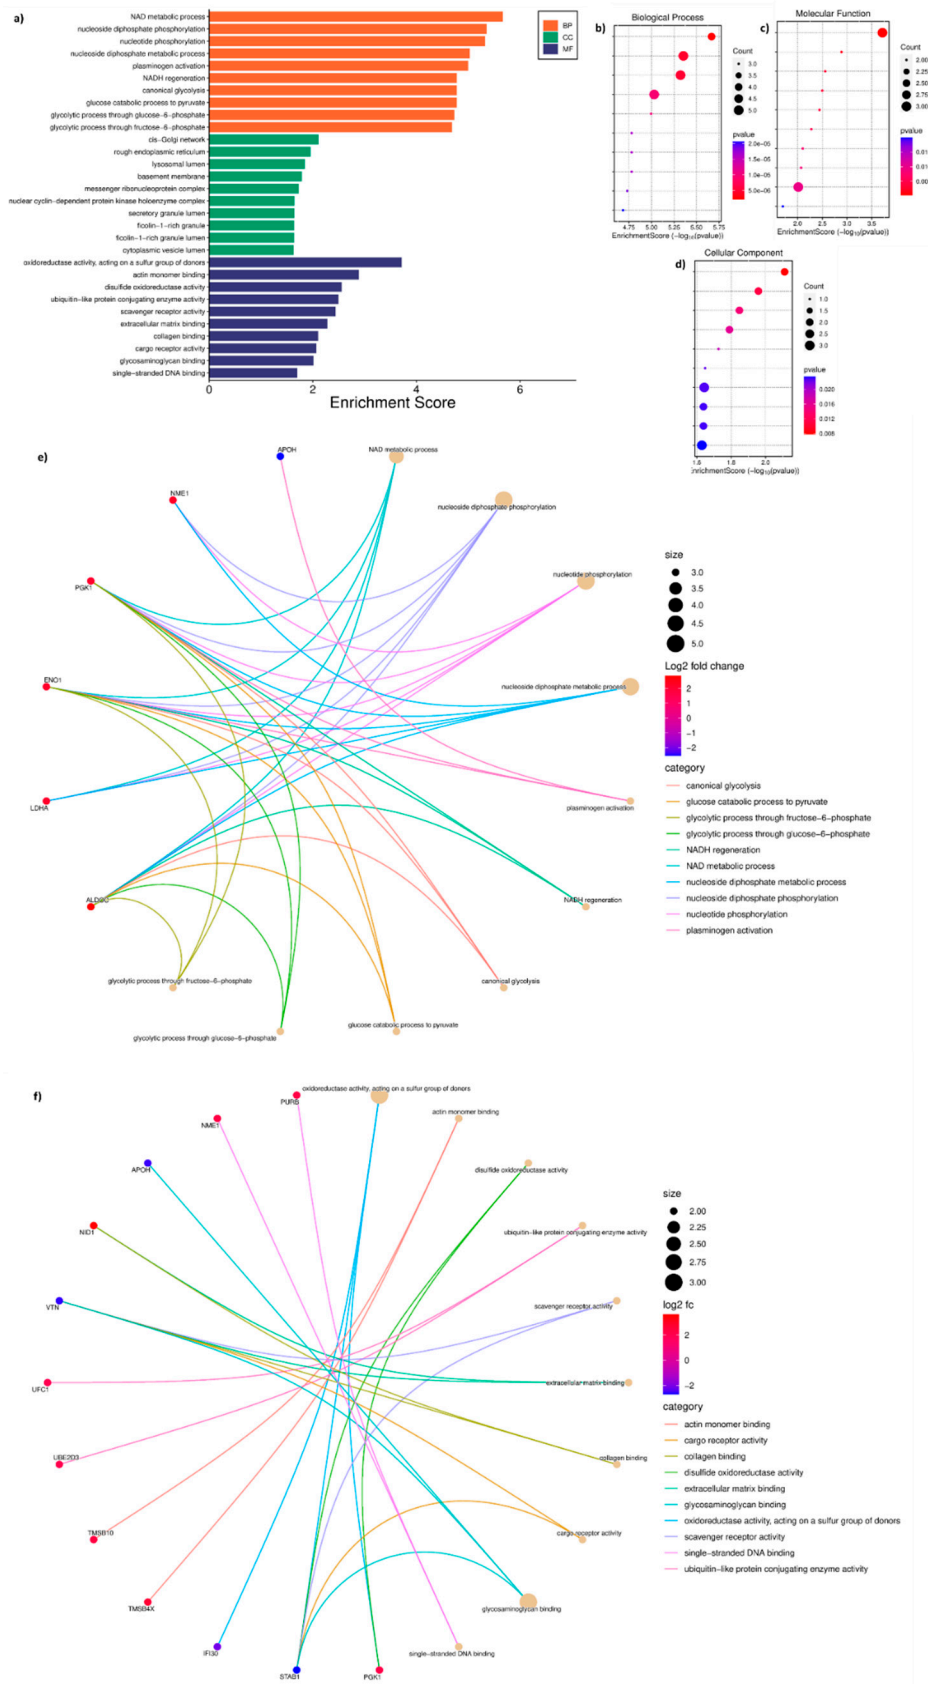 a)
NAD metabolic process
nucleoside diphosphate phosphorylation
nucleotide phosphorylation
nucleoside diphosphate metabolic process
plasminogen activation
NADH regeneration
canonical glycolysis
glucose catabolic process to pyruvate
glycolytic process through glucose-6-phosphate
glycolytic process through fructose-6-phosphate
cis-Golgi network
rough endoplasmic reticulum
lysosomal lumen
basement membrane
messenger ribonucleoprotein complex
nuclear cyclin-dependent protein kinase holoenzyme complex
secretory granule lumen
ficolin-1-rich granule
ficolin-1-rich granule lumen
cytoplasmic vesicle lumen
oxidoreductase activity, acting on a sulfur group of donors
actin monomer binding
disulfide oxidoreductase activity
ubiquitin-like protein conjugating enzyme activity
scavenger receptor activity
extracellular matrix binding
collagen binding
cargo receptor activity
glycosaminoglycan binding
single-stranded DNA binding
0 2 4 6
Enrichment Score
BP
CC
MF
b)
Biological Process
4.75 5.00 5.25 5.50 5.75
EnrichmentScore (-log10(pvalue))
Count
3.0
3.5
4.0
4.5
5.0
pvalue
2.0e-05
1.5e-05
1.0e-05
5.0e-06
c)
Molecular Function
2.0 2.5 3.0 3.5
EnrichmentScore (-log10(pvalue))
Count
2.00
2.25
2.50
2.75
3.00
pvalue
0.01
0.01
0.00
d)
Cellular Component
1.6 1.8 2.0
nrichmentScore (-log10(pvalue))
Count
1.0
1.5
2.0
2.5
3.0
pvalue
0.020
0.016
0.012
0.008
e)
APOH
NAD metabolic process
NME1
nucleoside diphosphate phosphorylation
PGK1
nucleotide phosphorylation
ENO1
nucleoside diphosphate metabolic process
LDHA
plasminogen activation
NADH regeneration
glycolytic process through fructose-6-phosphate
canonical glycolysis
glycolytic process through glucose-6-phosphate
glucose catabolic process to pyruvate
size
3.0
3.5
4.0
4.5
5.0
Log2 fold change
2
1
0
-1
-2
category
canonical glycolysis
glucose catabolic process to pyruvate
glycolytic process through fructose-6-phosphate
glycolytic process through glucose-6-phosphate
NADH regeneration
NAD metabolic process
nucleoside diphosphate metabolic process
nucleoside diphosphate phosphorylation
nucleotide phosphorylation
plasminogen activation
f)
oxidoreductase activity, acting on a sulfur group of donors
PURB
actin monomer binding
NME1
APOH
disulfide oxidoreductase activity
NID1
ubiquitin-like protein conjugating enzyme activity
VTN
scavenger receptor activity
UFC1
extracellular matrix binding
UBE2D3
collagen binding
TMSB10
cargo receptor activity
TMSB4X
glycosaminoglycan binding
IFI30
single-stranded DNA binding
STAB1
PGK1
size
2.00
2.25
2.50
2.75
3.00
log2 fc
2
0
-2
category
actin monomer binding
cargo receptor activity
collagen binding
disulfide oxidoreductase activity
extracellular matrix binding
glycosaminoglycan binding
oxidoreductase activity, acting on a sulfur group of donors
scavenger receptor activity
single-stranded DNA binding
ubiquitin-like protein conjugating enzyme activity